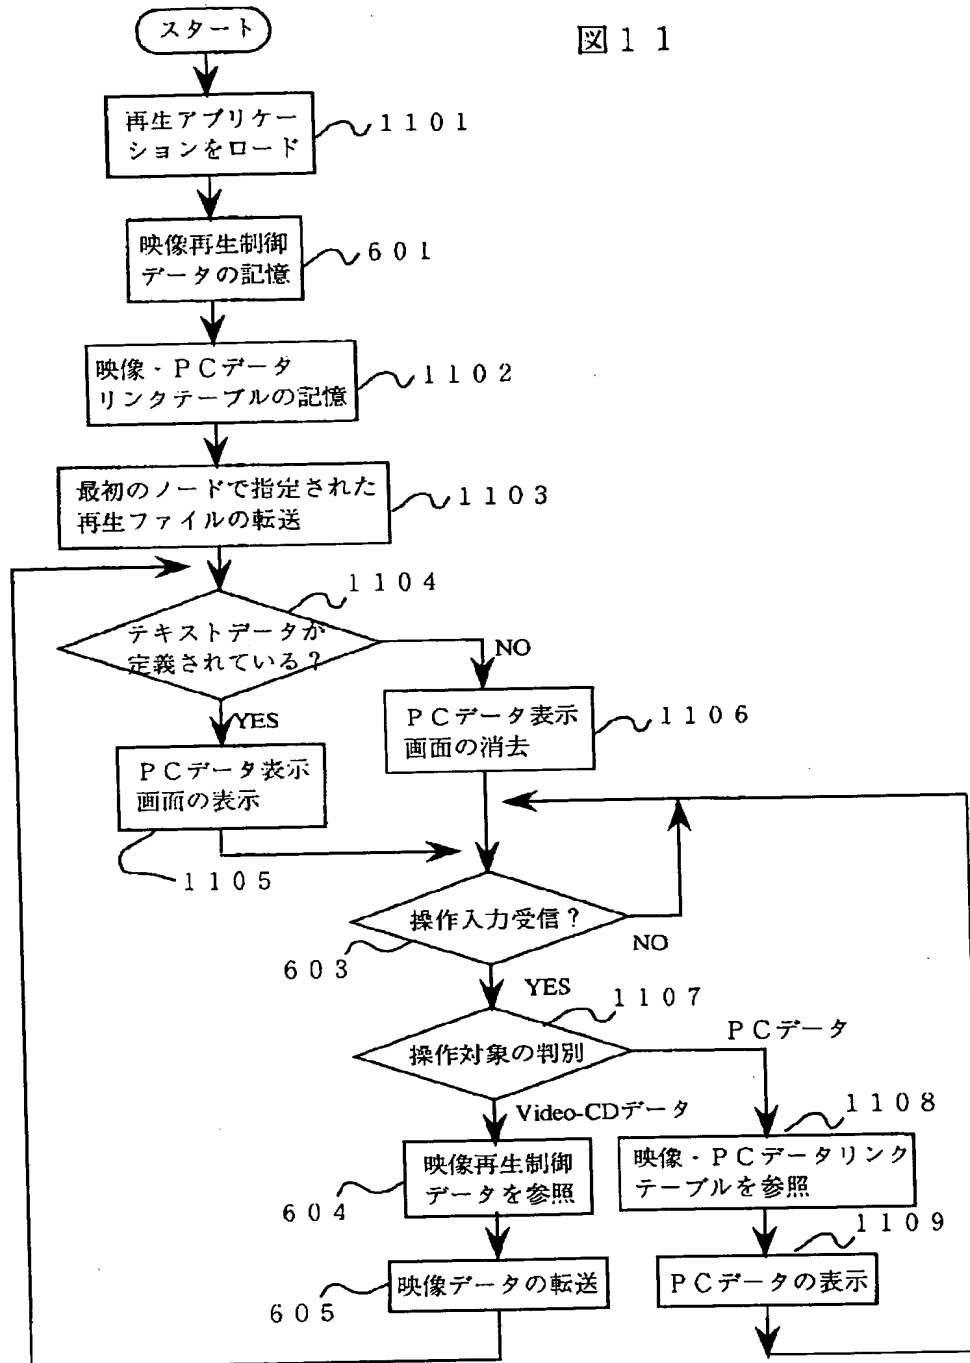 スタート
図１１
再生アプリケー
ションをロード
１１０１
映像再生制御
データの記憶
６０１
映像・ＰＣデータ
リンクテーブルの記憶
１１０２
最初のノードで指定された
再生ファイルの転送
１１０３
１１０４
テキストデータが
定義されている？
NO
YES
ＰＣデータ表示
画面の消去
１１０６
ＰＣデータ表示
画面の表示
１１０５
操作入力受信？
NO
６０３
YES
１１０７
操作対象の判別
ＰＣデータ
Video-CDデータ
１１０８
映像再生制御
データを参照
６０４
映像・ＰＣデータリンク
テーブルを参照
１１０９
映像データの転送
６０５
ＰＣデータの表示